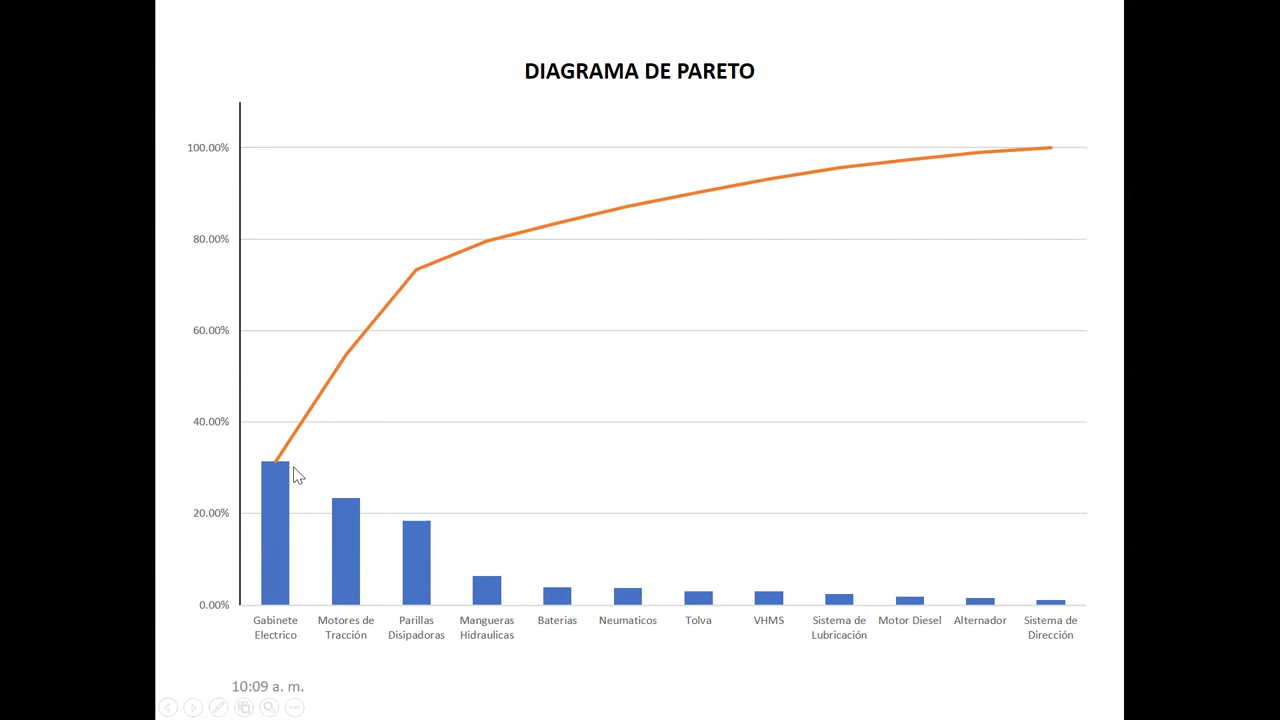 DIAGRAMA DE PARETO
100.00%
80.00%
60.00%
40.00%
20.00%
0.00%
Gabinete
Electrico
Motores de
Tracción
Parillas
Disipadoras
Mangueras
Hidraulicas
Baterias
Neumaticos
Tolva
VHMS
Sistema de
Lubricación
Motor Diesel
Alternador
Sistema de
Dirección
10:09 a. m.